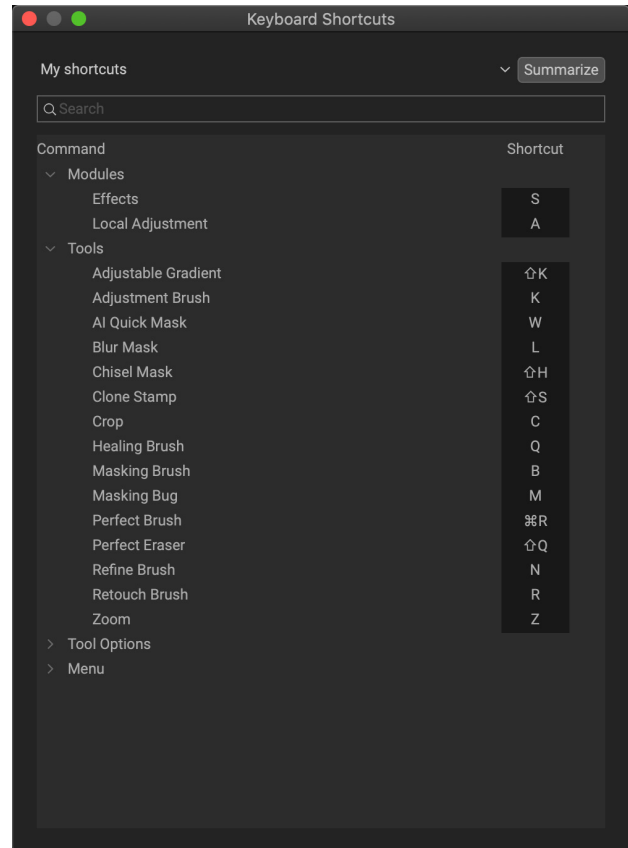 Keyboard Shortcuts
My shortcuts Summarize
Search
Command Shortcut
Modules
Effects S
Local Adjustment A
Tools
Adjustable Gradient ⇧K
Adjustment Brush K
AI Quick Mask W
Blur Mask L
Chisel Mask ⇧H
Clone Stamp ⇧S
Crop C
Healing Brush Q
Masking Brush B
Masking Bug M
Perfect Brush ⌘R
Perfect Eraser ⇧Q
Refine Brush N
Retouch Brush R
Zoom Z
Tool Options
Menu